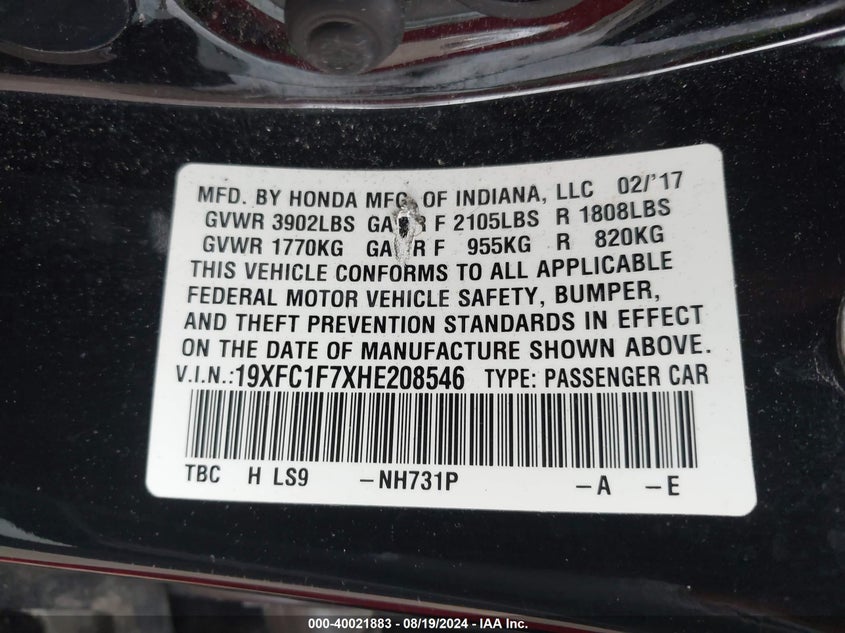 MFD. BY HONDA MFG. OF INDIANA, LLC 02/'17
GVWR 3902LBS GAWR F 2105LBS R 1808LBS
GVWR 1770KG GAWR F 955KG R 820KG
THIS VEHICLE CONFORMS TO ALL APPLICABLE
FEDERAL MOTOR VEHICLE SAFETY, BUMPER,
AND THEFT PREVENTION STANDARDS IN EFFECT
ON THE DATE OF MANUFACTURE SHOWN ABOVE.
V.I.N.:19XFC1F7XHE208546 TYPE: PASSENGER CAR
TBC H LS9 -NH731P -A -E
000-40021883 - 08/19/2024 - IAA Inc.